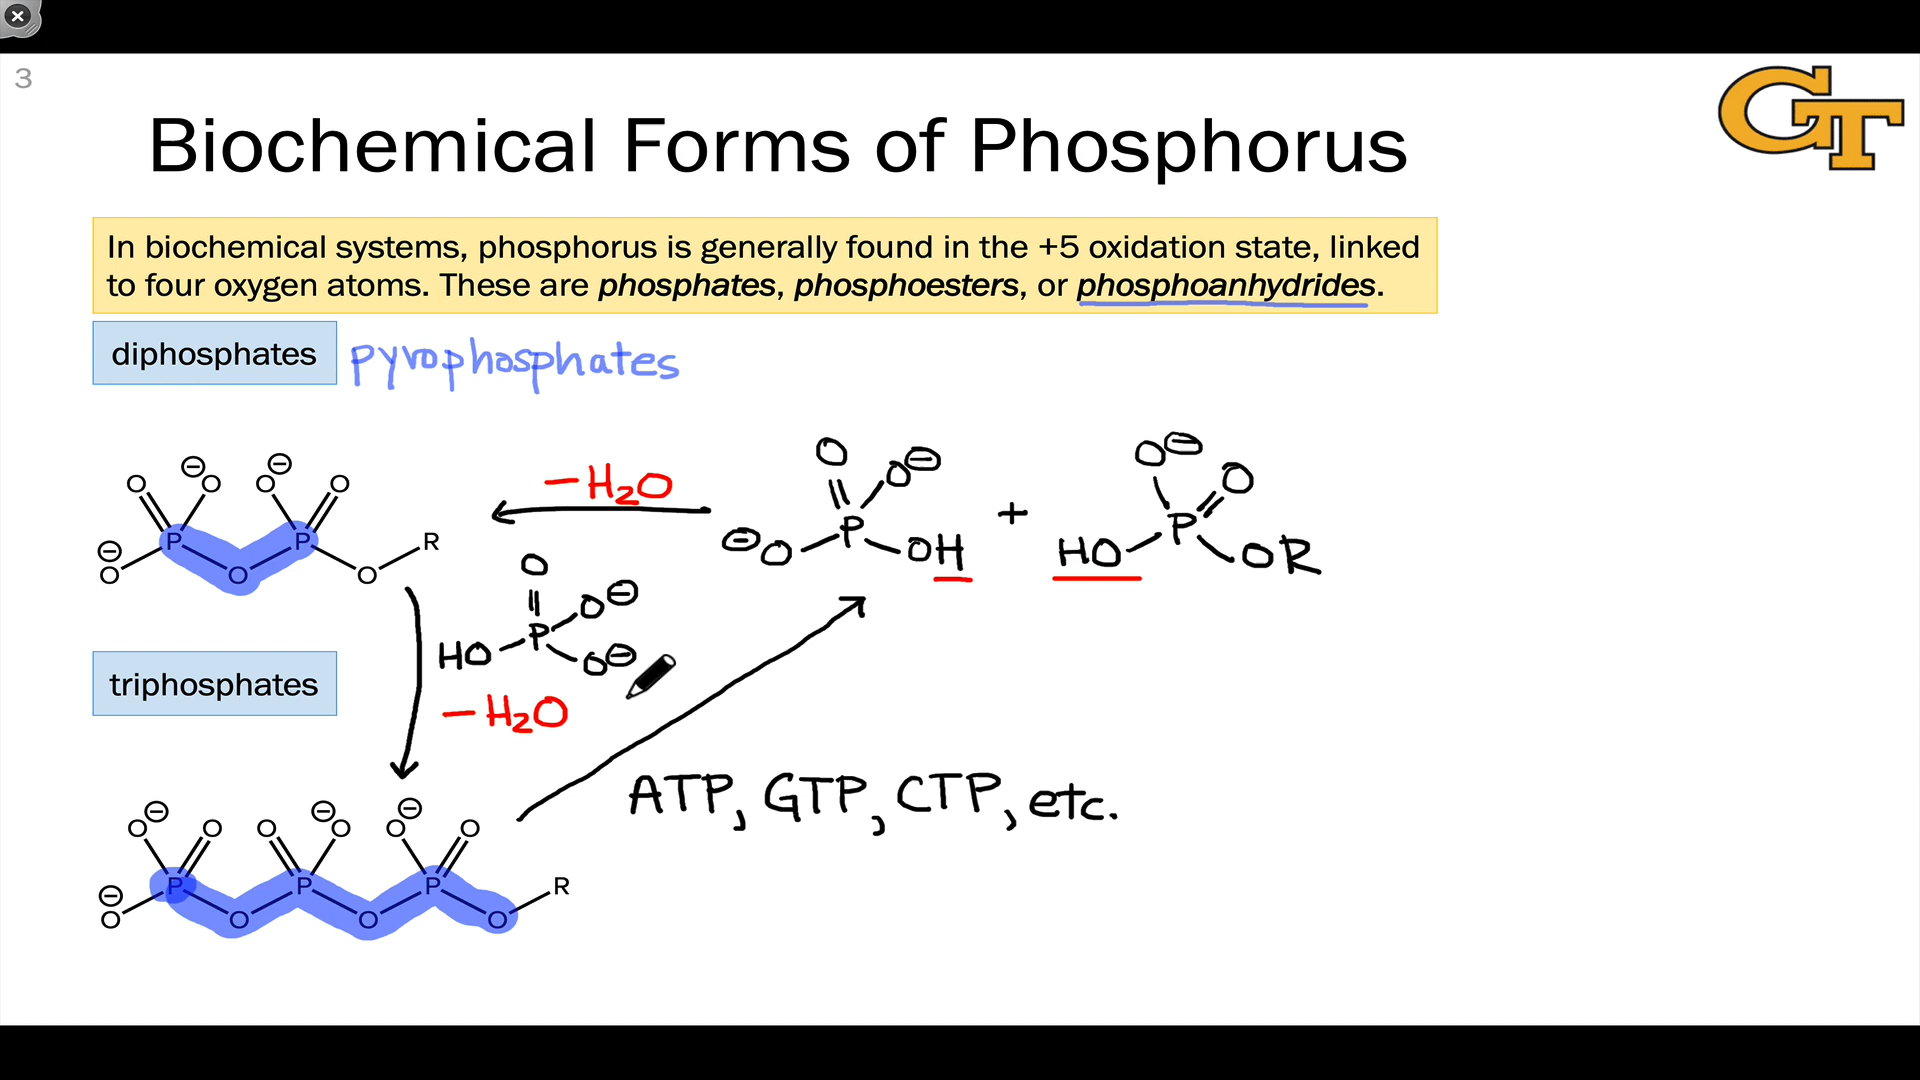 3
GT
Biochemical Forms of Phosphorus
In biochemical systems, phosphorus is generally found in the +5 oxidation state, linked
to four oxygen atoms. These are phosphates, phosphoesters, or phosphoanhydrides.
diphosphates pyrophosphates
O ⊖ O O ⊖ O
⊖ O P O P O R
− H₂O
O O ⊖
⊖ O P OH
+
O ⊖ O
HO P OR
O
O ⊖
HO P O ⊖
− H₂O
triphosphates
ATP, GTP, CTP, etc.
O ⊖ O O O ⊖ O ⊖ O
⊖ O P O P O P O R